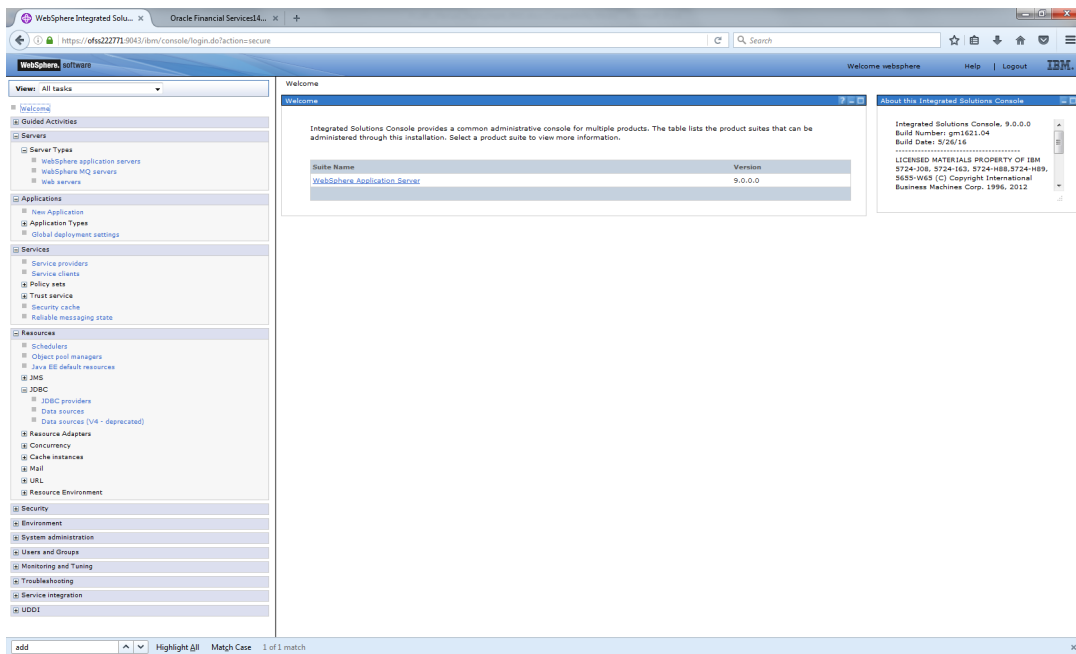 WebSphere Integrated Solu... ×
Oracle Financial Services14... × +
https://ofss222771:9043/ibm/console/login.do?action=secure
Search
WebSphere. software
Welcome websphere
Help | Logout
IBM.
View: All tasks
Welcome
Guided Activities
Servers
Server Types
WebSphere application servers
WebSphere MQ servers
Web servers
Applications
New Application
Application Types
Global deployment settings
Services
Service providers
Service clients
Policy sets
Trust service
Security cache
Reliable messaging state
Resources
Schedulers
Object pool managers
Java EE default resources
JMS
JDBC
JDBC providers
Data sources
Data sources (V4 - deprecated)
Resource Adapters
Concurrency
Cache instances
Mail
URL
Resource Environment
Security
Environment
System administration
Users and Groups
Monitoring and Tuning
Troubleshooting
Service integration
UDDI
Welcome
Welcome
Integrated Solutions Console provides a common administrative console for multiple products. The table lists the product suites that can be
administered through this installation. Select a product suite to view more information.
Suite Name Version
WebSphere Application Server 9.0.0.0
About this Integrated Solutions Console
Integrated Solutions Console, 9.0.0.0
Build Number: gm1621.04
Build Date: 5/26/16
----------------------------------------
LICENSED MATERIALS PROPERTY OF IBM
5724-J08, 5724-I63, 5724-H88,5724-H89,
5655-W65 (C) Copyright International
Business Machines Corp. 1996, 2012
add
Highlight All Match Case 1 of 1 match